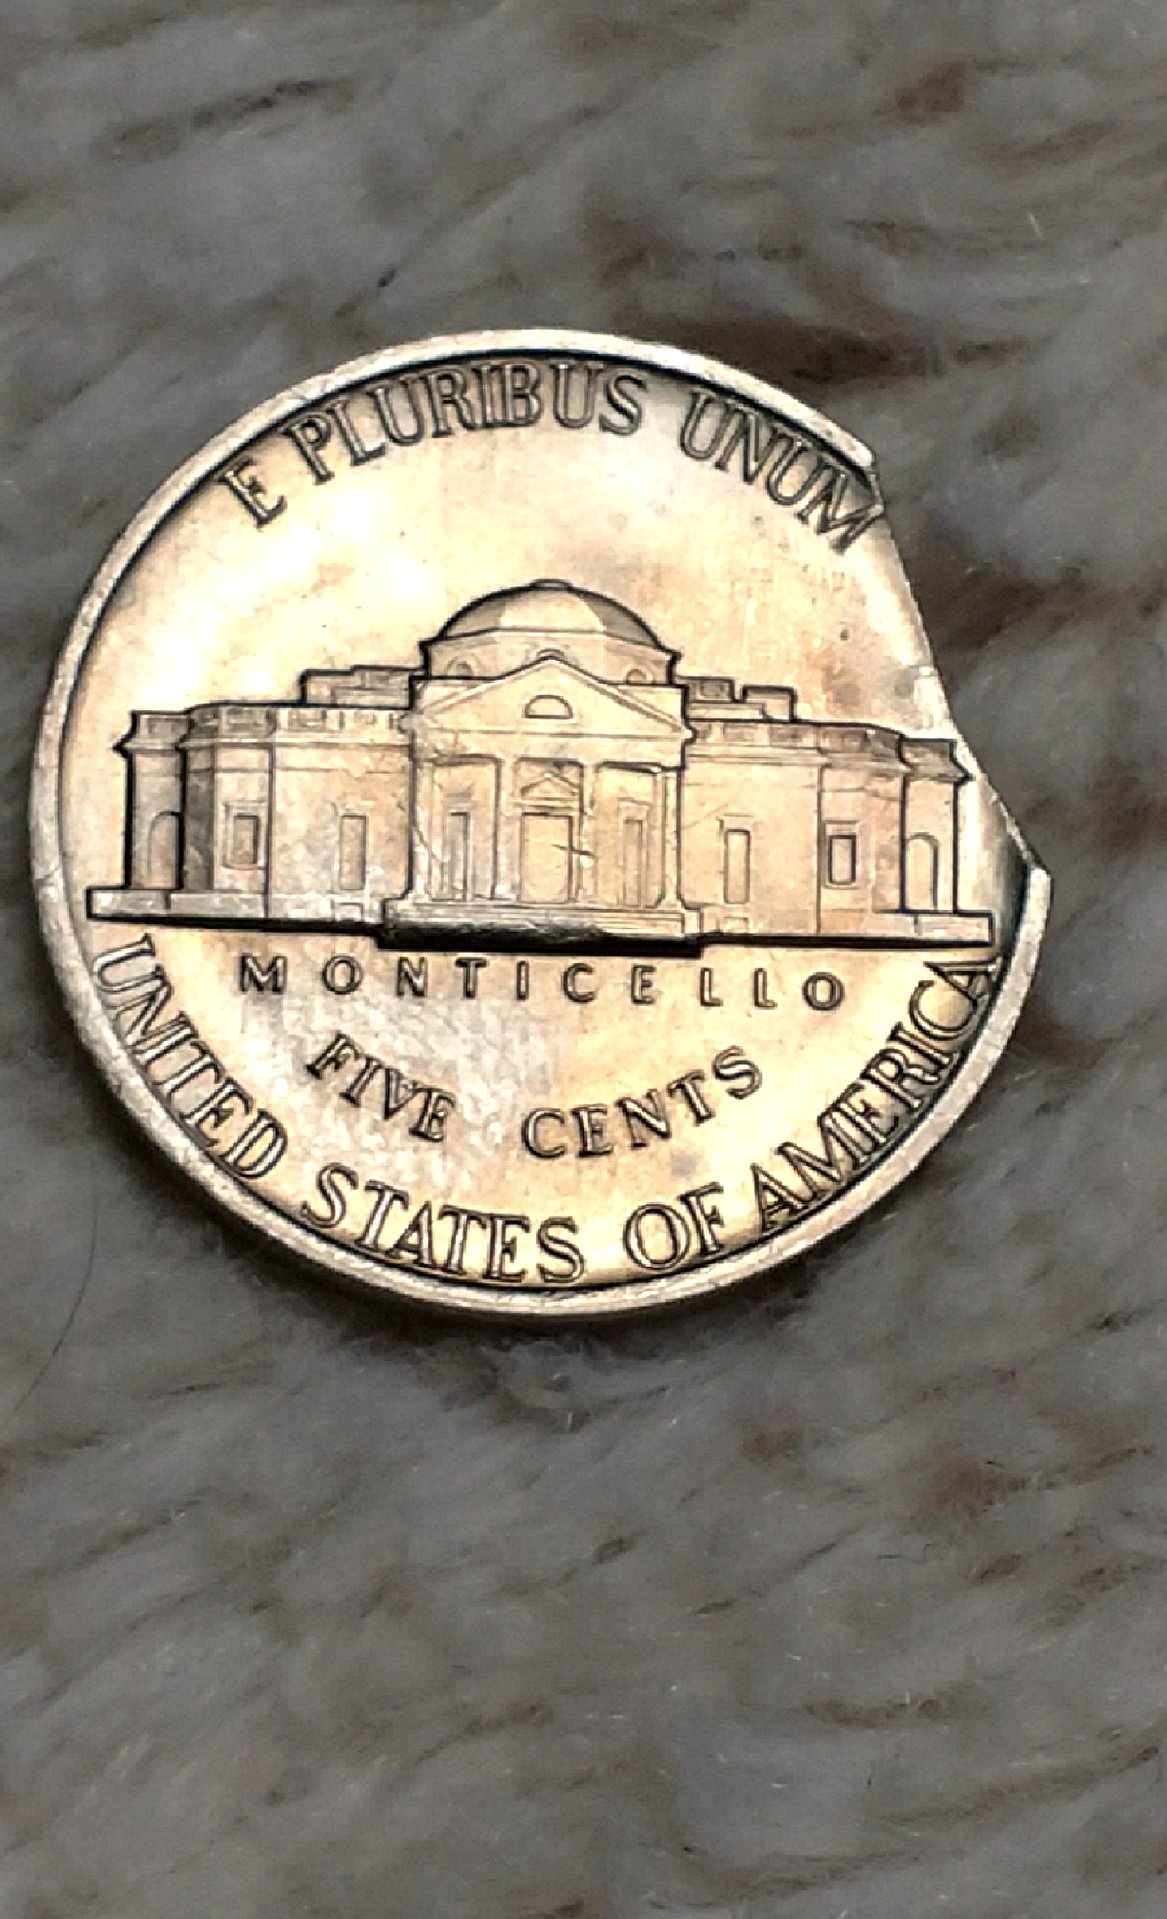 E PLURIBUS UNUM
MONTICELLO
FIVE CENTS
UNITED STATES OF AMERICA